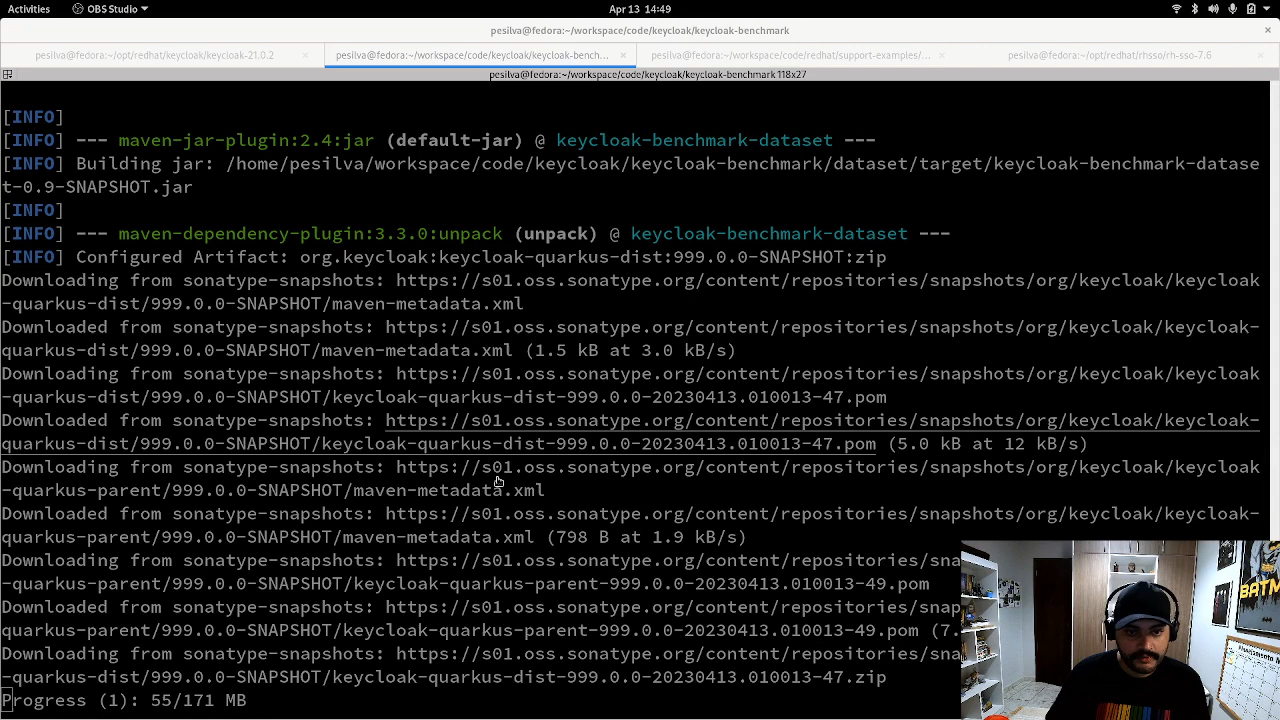 Activities OBS Studio Apr 13 14:49
pesilva@fedora:~/workspace/code/keycloak/keycloak-benchmark
pesilva@fedora:~/opt/redhat/keycloak/keycloak-21.0.2 × pesilva@fedora:~/workspace/code/keycloak/keycloak-bench... × pesilva@fedora:~/workspace/code/redhat/support-examples/... × pesilva@fedora:~/opt/redhat/rhsso/rh-sso-7.6
pesilva@fedora:~/workspace/code/keycloak/keycloak-benchmark 118x27
[INFO]
[INFO] --- maven-jar-plugin:2.4:jar (default-jar) @ keycloak-benchmark-dataset ---
[INFO] Building jar: /home/pesilva/workspace/code/keycloak/keycloak-benchmark/dataset/target/keycloak-benchmark-datase
t-0.9-SNAPSHOT.jar
[INFO]
[INFO] --- maven-dependency-plugin:3.3.0:unpack (unpack) @ keycloak-benchmark-dataset ---
[INFO] Configured Artifact: org.keycloak:keycloak-quarkus-dist:999.0.0-SNAPSHOT:zip
Downloading from sonatype-snapshots: https://s01.oss.sonatype.org/content/repositories/snapshots/org/keycloak/keycloak
-quarkus-dist/999.0.0-SNAPSHOT/maven-metadata.xml
Downloaded from sonatype-snapshots: https://s01.oss.sonatype.org/content/repositories/snapshots/org/keycloak/keycloak-
quarkus-dist/999.0.0-SNAPSHOT/maven-metadata.xml (1.5 kB at 3.0 kB/s)
Downloading from sonatype-snapshots: https://s01.oss.sonatype.org/content/repositories/snapshots/org/keycloak/keycloak
-quarkus-dist/999.0.0-SNAPSHOT/keycloak-quarkus-dist-999.0.0-20230413.010013-47.pom
Downloaded from sonatype-snapshots: https://s01.oss.sonatype.org/content/repositories/snapshots/org/keycloak/keycloak-
quarkus-dist/999.0.0-SNAPSHOT/keycloak-quarkus-dist-999.0.0-20230413.010013-47.pom (5.0 kB at 12 kB/s)
Downloading from sonatype-snapshots: https://s01.oss.sonatype.org/content/repositories/snapshots/org/keycloak/keycloak
-quarkus-parent/999.0.0-SNAPSHOT/maven-metadata.xml
Downloaded from sonatype-snapshots: https://s01.oss.sonatype.org/content/repositories/snapshots/org/keycloak/keycloak-
quarkus-parent/999.0.0-SNAPSHOT/maven-metadata.xml (798 B at 1.9 kB/s)
Downloading from sonatype-snapshots: https://s01.oss.sonatype.org/content/repositories/sna
-quarkus-parent/999.0.0-SNAPSHOT/keycloak-quarkus-parent-999.0.0-20230413.010013-49.pom
Downloaded from sonatype-snapshots: https://s01.oss.sonatype.org/content/repositories/snap
quarkus-parent/999.0.0-SNAPSHOT/keycloak-quarkus-parent-999.0.0-20230413.010013-49.pom (7.
Downloading from sonatype-snapshots: https://s01.oss.sonatype.org/content/repositories/sna
-quarkus-dist/999.0.0-SNAPSHOT/keycloak-quarkus-dist-999.0.0-20230413.010013-47.zip
Progress (1): 55/171 MB
BATM